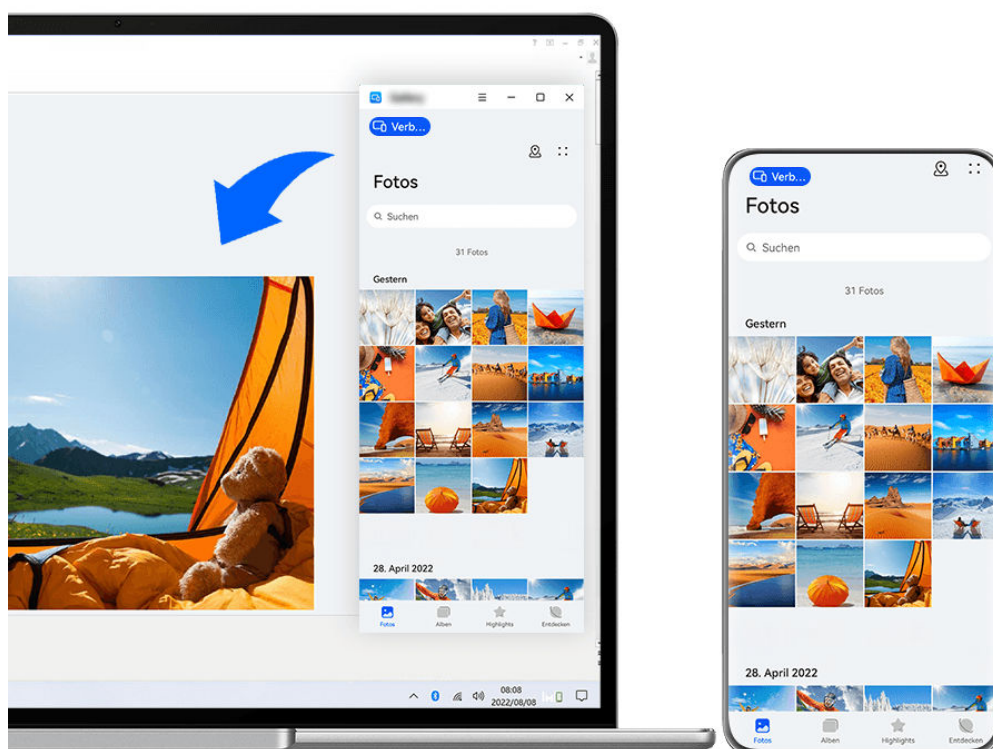 Verb...
Fotos
Suchen
31 Fotos
Gestern
28. April 2022
Fotos Alben Highlights Entdecken
08:08
2022/08/08
Verb...
Fotos
Suchen
31 Fotos
Gestern
28. April 2022
Fotos Alben Highlights Entdecken